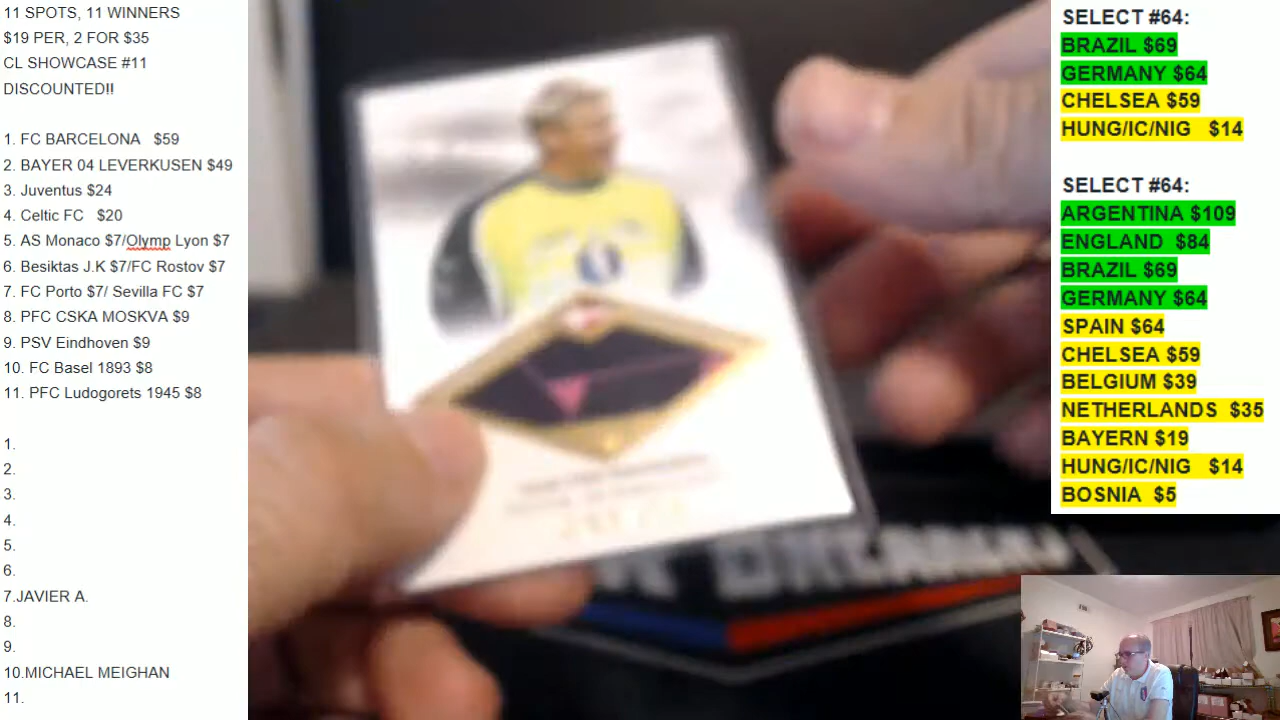 11 SPOTS, 11 WINNERS
$19 PER, 2 FOR $35
CL SHOWCASE #11
DISCOUNTED!!
1. FC BARCELONA $59
2. BAYER 04 LEVERKUSEN $49
3. Juventus $24
4. Celtic FC $20
5. AS Monaco $7/Olymp Lyon $7
6. Besiktas J.K $7/FC Rostov $7
7. FC Porto $7/ Sevilla FC $7
8. PFC CSKA MOSKVA $9
9. PSV Eindhoven $9
10. FC Basel 1893 $8
11. PFC Ludogorets 1945 $8
1.
2.
3.
4.
5.
6.
7.JAVIER A.
8.
9.
10.MICHAEL MEIGHAN
11.
SELECT #64:
BRAZIL $69
GERMANY $64
CHELSEA $59
HUNG/IC/NIG $14
SELECT #64:
ARGENTINA $109
ENGLAND $84
BRAZIL $69
GERMANY $64
SPAIN $64
CHELSEA $59
BELGIUM $39
NETHERLANDS $35
BAYERN $19
HUNG/IC/NIG $14
BOSNIA $5